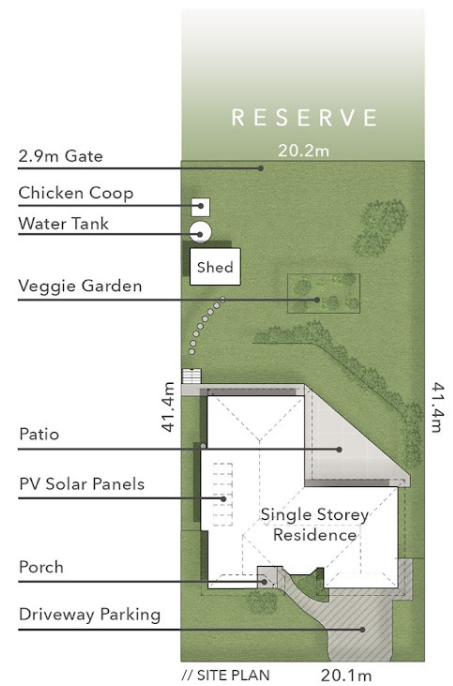 RESERVE
20.2m
2.9m Gate
Chicken Coop
Water Tank
Shed
Veggie Garden
41.4m
41.4m
Patio
PV Solar Panels
Single Storey
Residence
Porch
Driveway Parking
// SITE PLAN
20.1m